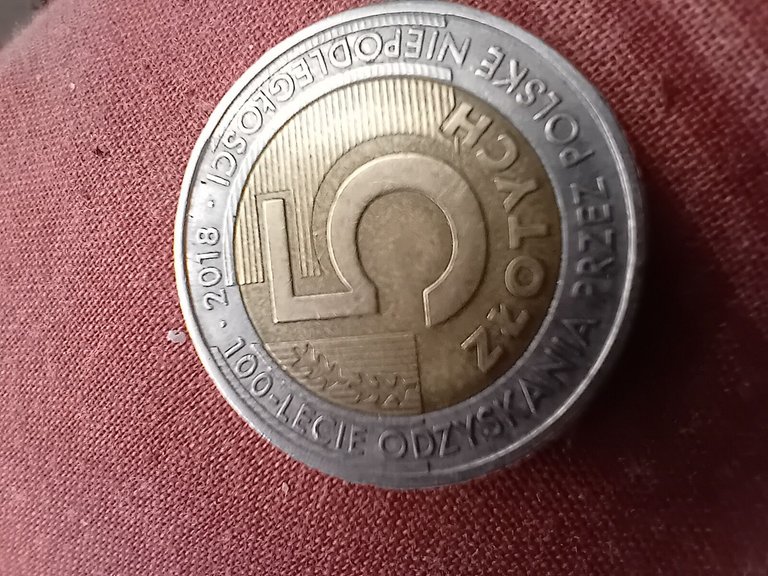 5
ZŁOTYCH
100-LECIE ODZYSKANIA PRZEZ POLSKĘ NIEPODLEGŁOŚCI · 2018 ·